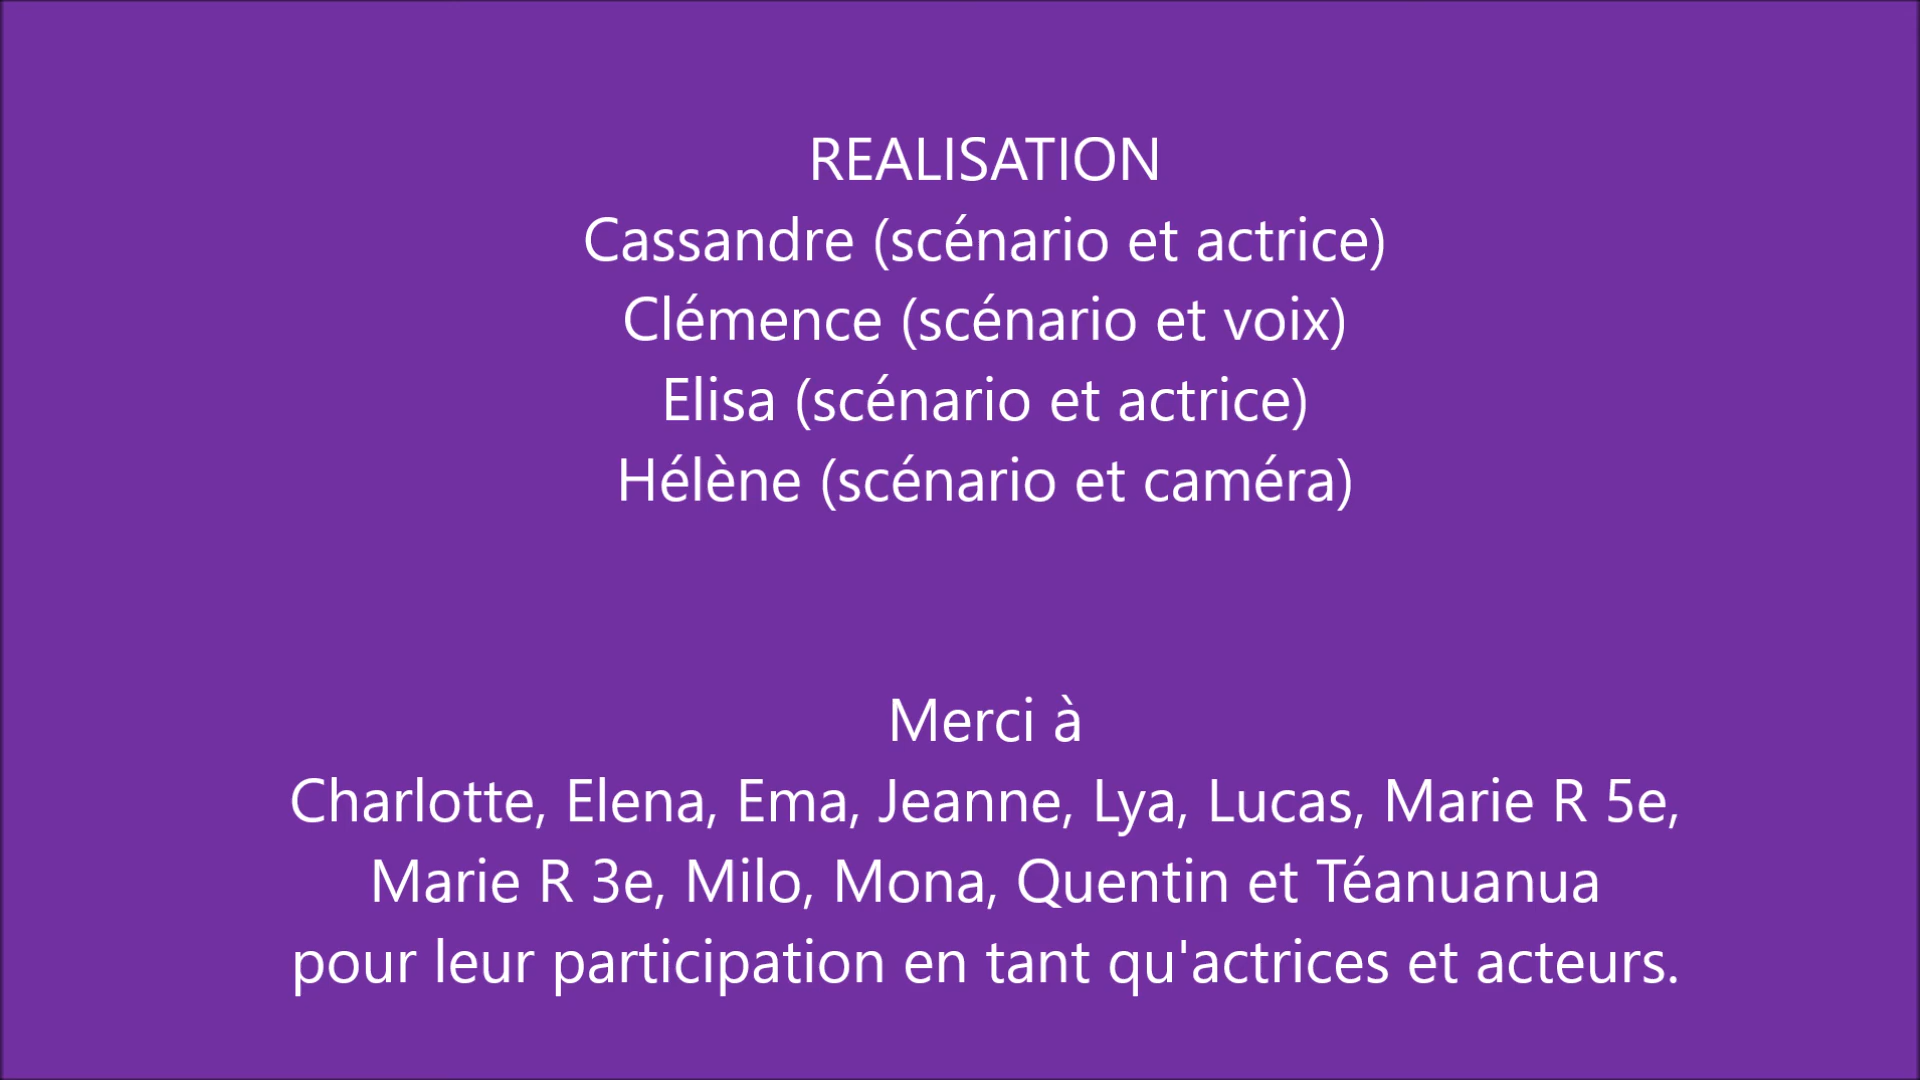 REALISATION
Cassandre (scénario et actrice)
Clémence (scénario et voix)
Elisa (scénario et actrice)
Hélène (scénario et caméra)
Merci à
Charlotte, Elena, Ema, Jeanne, Lya, Lucas, Marie R 5e,
Marie R 3e, Milo, Mona, Quentin et Téanuanua
pour leur participation en tant qu'actrices et acteurs.